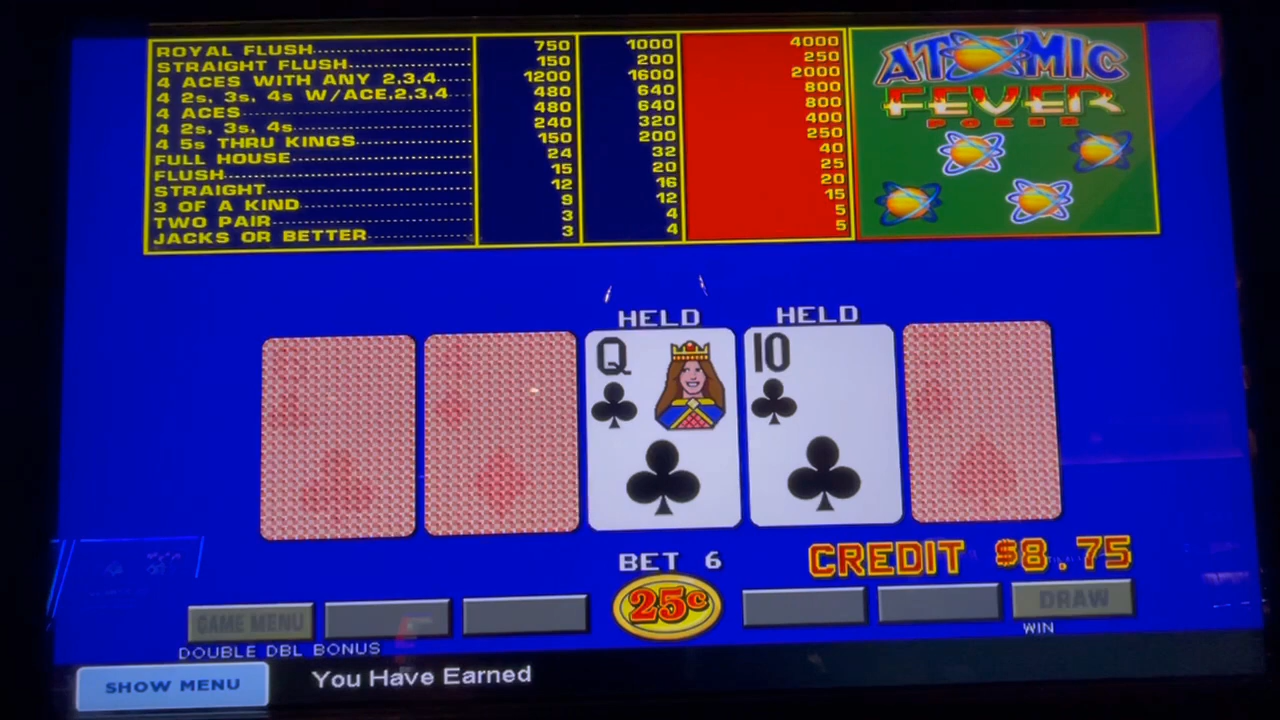 ROYAL FLUSH 750 1000 4000
STRAIGHT FLUSH 150 200 250
4 ACES WITH ANY 2,3,4 1200 1600 2000
4 2s, 3s, 4s W/ACE,2,3,4 480 640 800
4 ACES 480 640 800
4 2s, 3s, 4s 240 320 400
4 5s THRU KINGS 150 200 250
FULL HOUSE 24 32 40
FLUSH 15 20 25
STRAIGHT 12 16 20
3 OF A KIND 9 12 15
TWO PAIR 3 4 5
JACKS OR BETTER 3 4 5
ATOMIC
FEVER
POKER
HELD HELD
Q 10
BET 6 CREDIT $8.75
GAME MENU 25¢ DRAW
DOUBLE DBL BONUS WIN
SHOW MENU You Have Earned